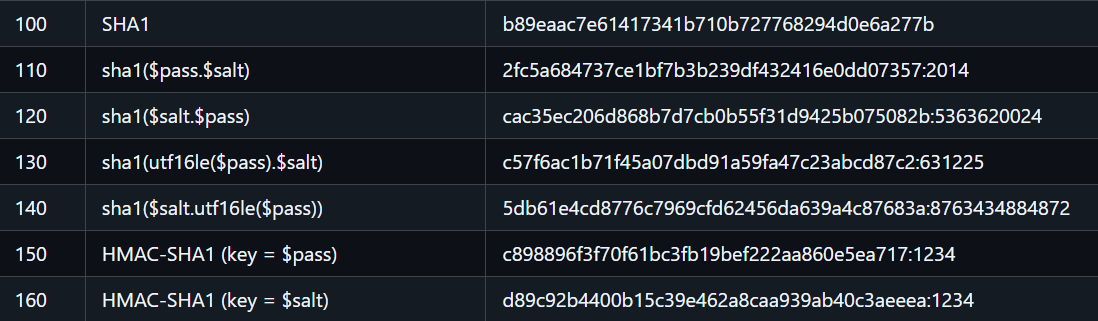 100 SHA1 b89eaac7e61417341b710b727768294d0e6a277b
110 sha1($pass.$salt) 2fc5a684737ce1bf7b3b239df432416e0dd07357:2014
120 sha1($salt.$pass) cac35ec206d868b7d7cb0b55f31d9425b075082b:5363620024
130 sha1(utf16le($pass).$salt) c57f6ac1b71f45a07dbd91a59fa47c23abcd87c2:631225
140 sha1($salt.utf16le($pass)) 5db61e4cd8776c7969cfd62456da639a4c87683a:8763434884872
150 HMAC-SHA1 (key = $pass) c898896f3f70f61bc3fb19bef222aa860e5ea717:1234
160 HMAC-SHA1 (key = $salt) d89c92b4400b15c39e462a8caa939ab40c3aeeea:1234